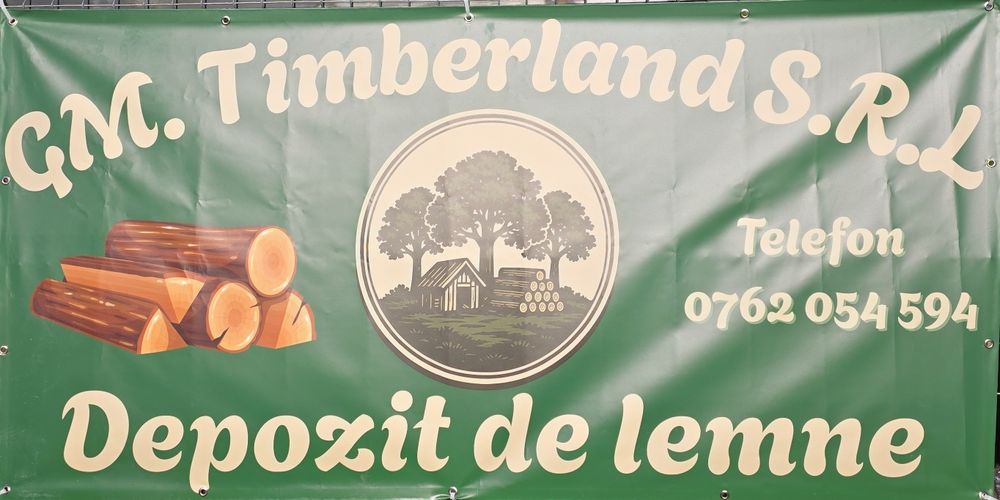 GM. Timberland S.R.L
Telefon
0762 054 594
Depozit de lemne